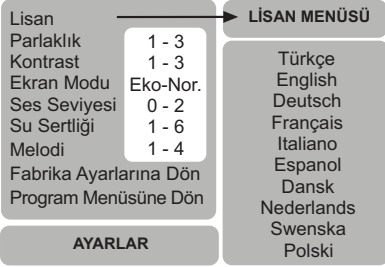 Lisan
Parlaklık 1 - 3
Kontrast 1 - 3
Ekran Modu Eko-Nor.
Ses Seviyesi 0 - 2
Su Sertliği 1 - 6
Melodi 1 - 4
Fabrika Ayarlarına Dön
Program Menüsüne Dön
AYARLAR
LİSAN MENÜSÜ
Türkçe
English
Deutsch
Français
Italiano
Espanol
Dansk
Nederlands
Swenska
Polski